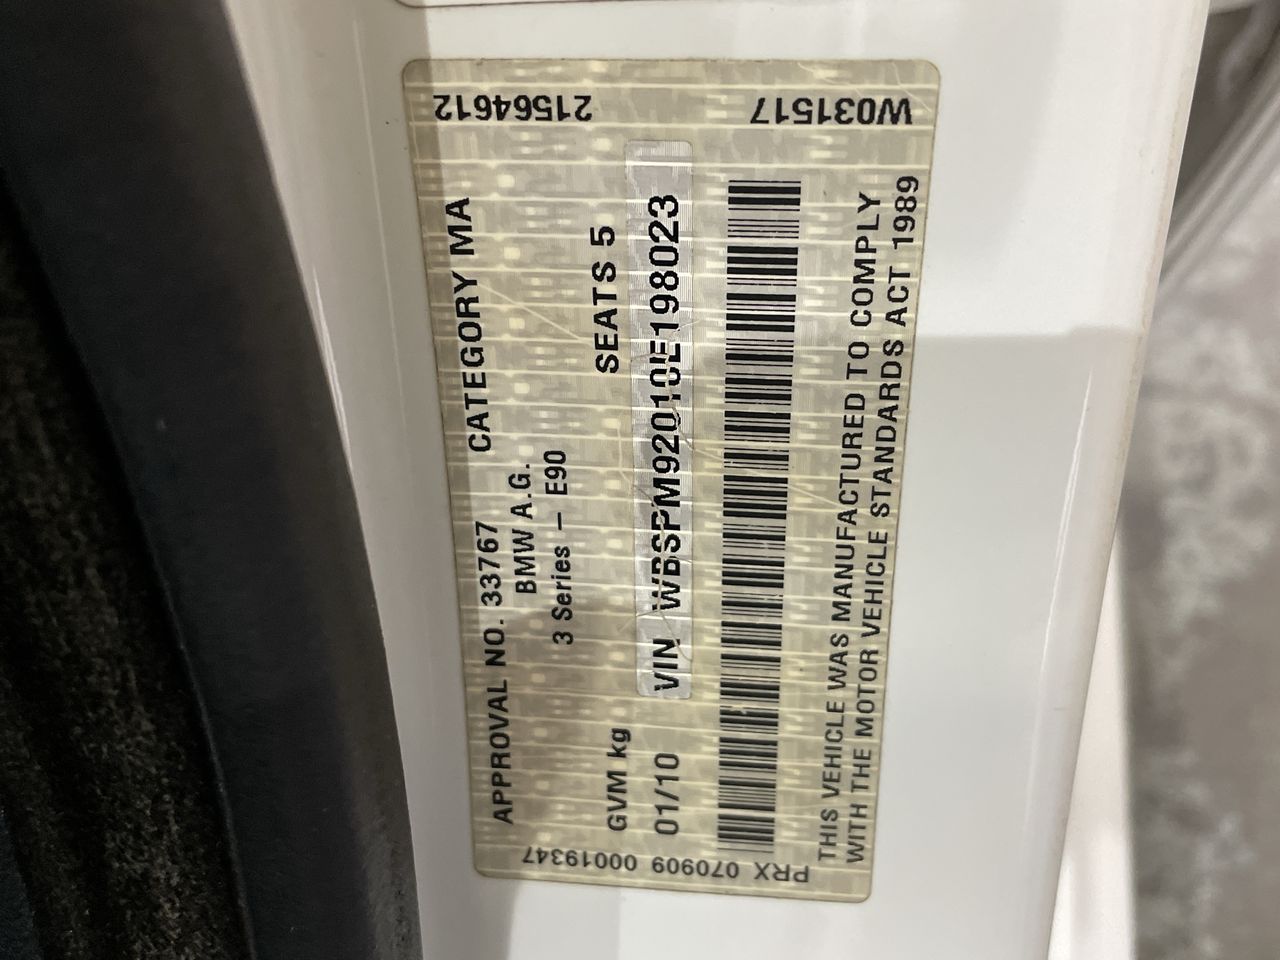 APPROVAL NO. 33767 CATEGORY MA
BMW A.G.
3 Series – E90
GVM kg SEATS 5
01/10 VIN WBSPM92010E198023
THIS VEHICLE WAS MANUFACTURED TO COMPLY
WITH THE MOTOR VEHICLE STANDARDS ACT 1989
21564612 W031517
PRX 070909 00019347